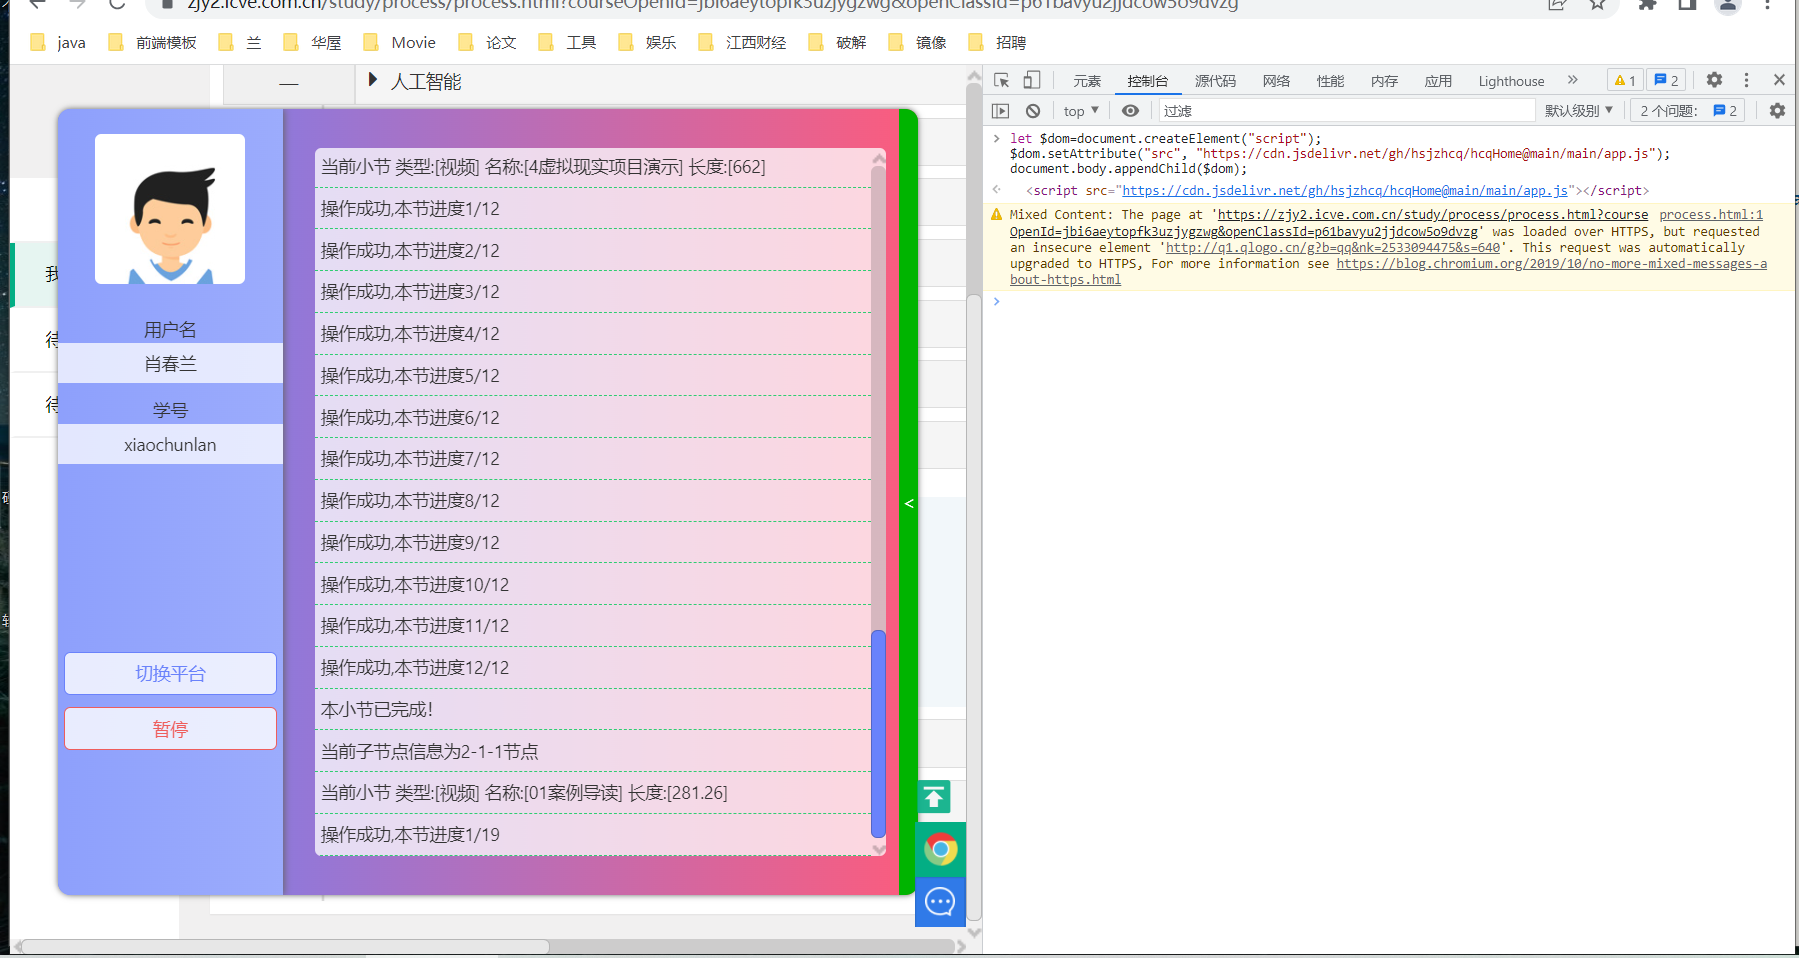 zjy2.icve.com.cn/study/process/process.html?courseOpenId=jbi6aeytopfk3uzjygzwg&openClassId=p61bavyu2jjdcow5o9dvzg
java 前端模板 兰 华屋 Movie 论文 工具 娱乐 江西财经 破解 镜像 招聘
— 人工智能
元素 控制台 源代码 网络 性能 内存 应用 Lighthouse » 1 2
top 过滤 默认级别 2 个问题: 2
let $dom=document.createElement("script");
$dom.setAttribute("src", "https://cdn.jsdelivr.net/gh/hsjzhcq/hcqHome@main/main/app.js");
document.body.appendChild($dom);
<script src="https://cdn.jsdelivr.net/gh/hsjzhcq/hcqHome@main/main/app.js"></script>
Mixed Content: The page at 'https://zjy2.icve.com.cn/study/process/process.html?course process.html:1
OpenId=jbi6aeytopfk3uzjygzwg&openClassId=p61bavyu2jjdcow5o9dvzg' was loaded over HTTPS, but requested
an insecure element 'http://q1.qlogo.cn/g?b=qq&nk=2533094475&s=640'. This request was automatically
upgraded to HTTPS, For more information see https://blog.chromium.org/2019/10/no-more-mixed-messages-a
bout-https.html
我
待
待
用户名
肖春兰
学号
xiaochunlan
切换平台
暂停
当前小节 类型:[视频] 名称:[4虚拟现实项目演示] 长度:[662]
操作成功,本节进度1/12
操作成功,本节进度2/12
操作成功,本节进度3/12
操作成功,本节进度4/12
操作成功,本节进度5/12
操作成功,本节进度6/12
操作成功,本节进度7/12
操作成功,本节进度8/12
操作成功,本节进度9/12
操作成功,本节进度10/12
操作成功,本节进度11/12
操作成功,本节进度12/12
本小节已完成!
当前子节点信息为2-1-1节点
当前小节 类型:[视频] 名称:[01案例导读] 长度:[281.26]
操作成功,本节进度1/19
<